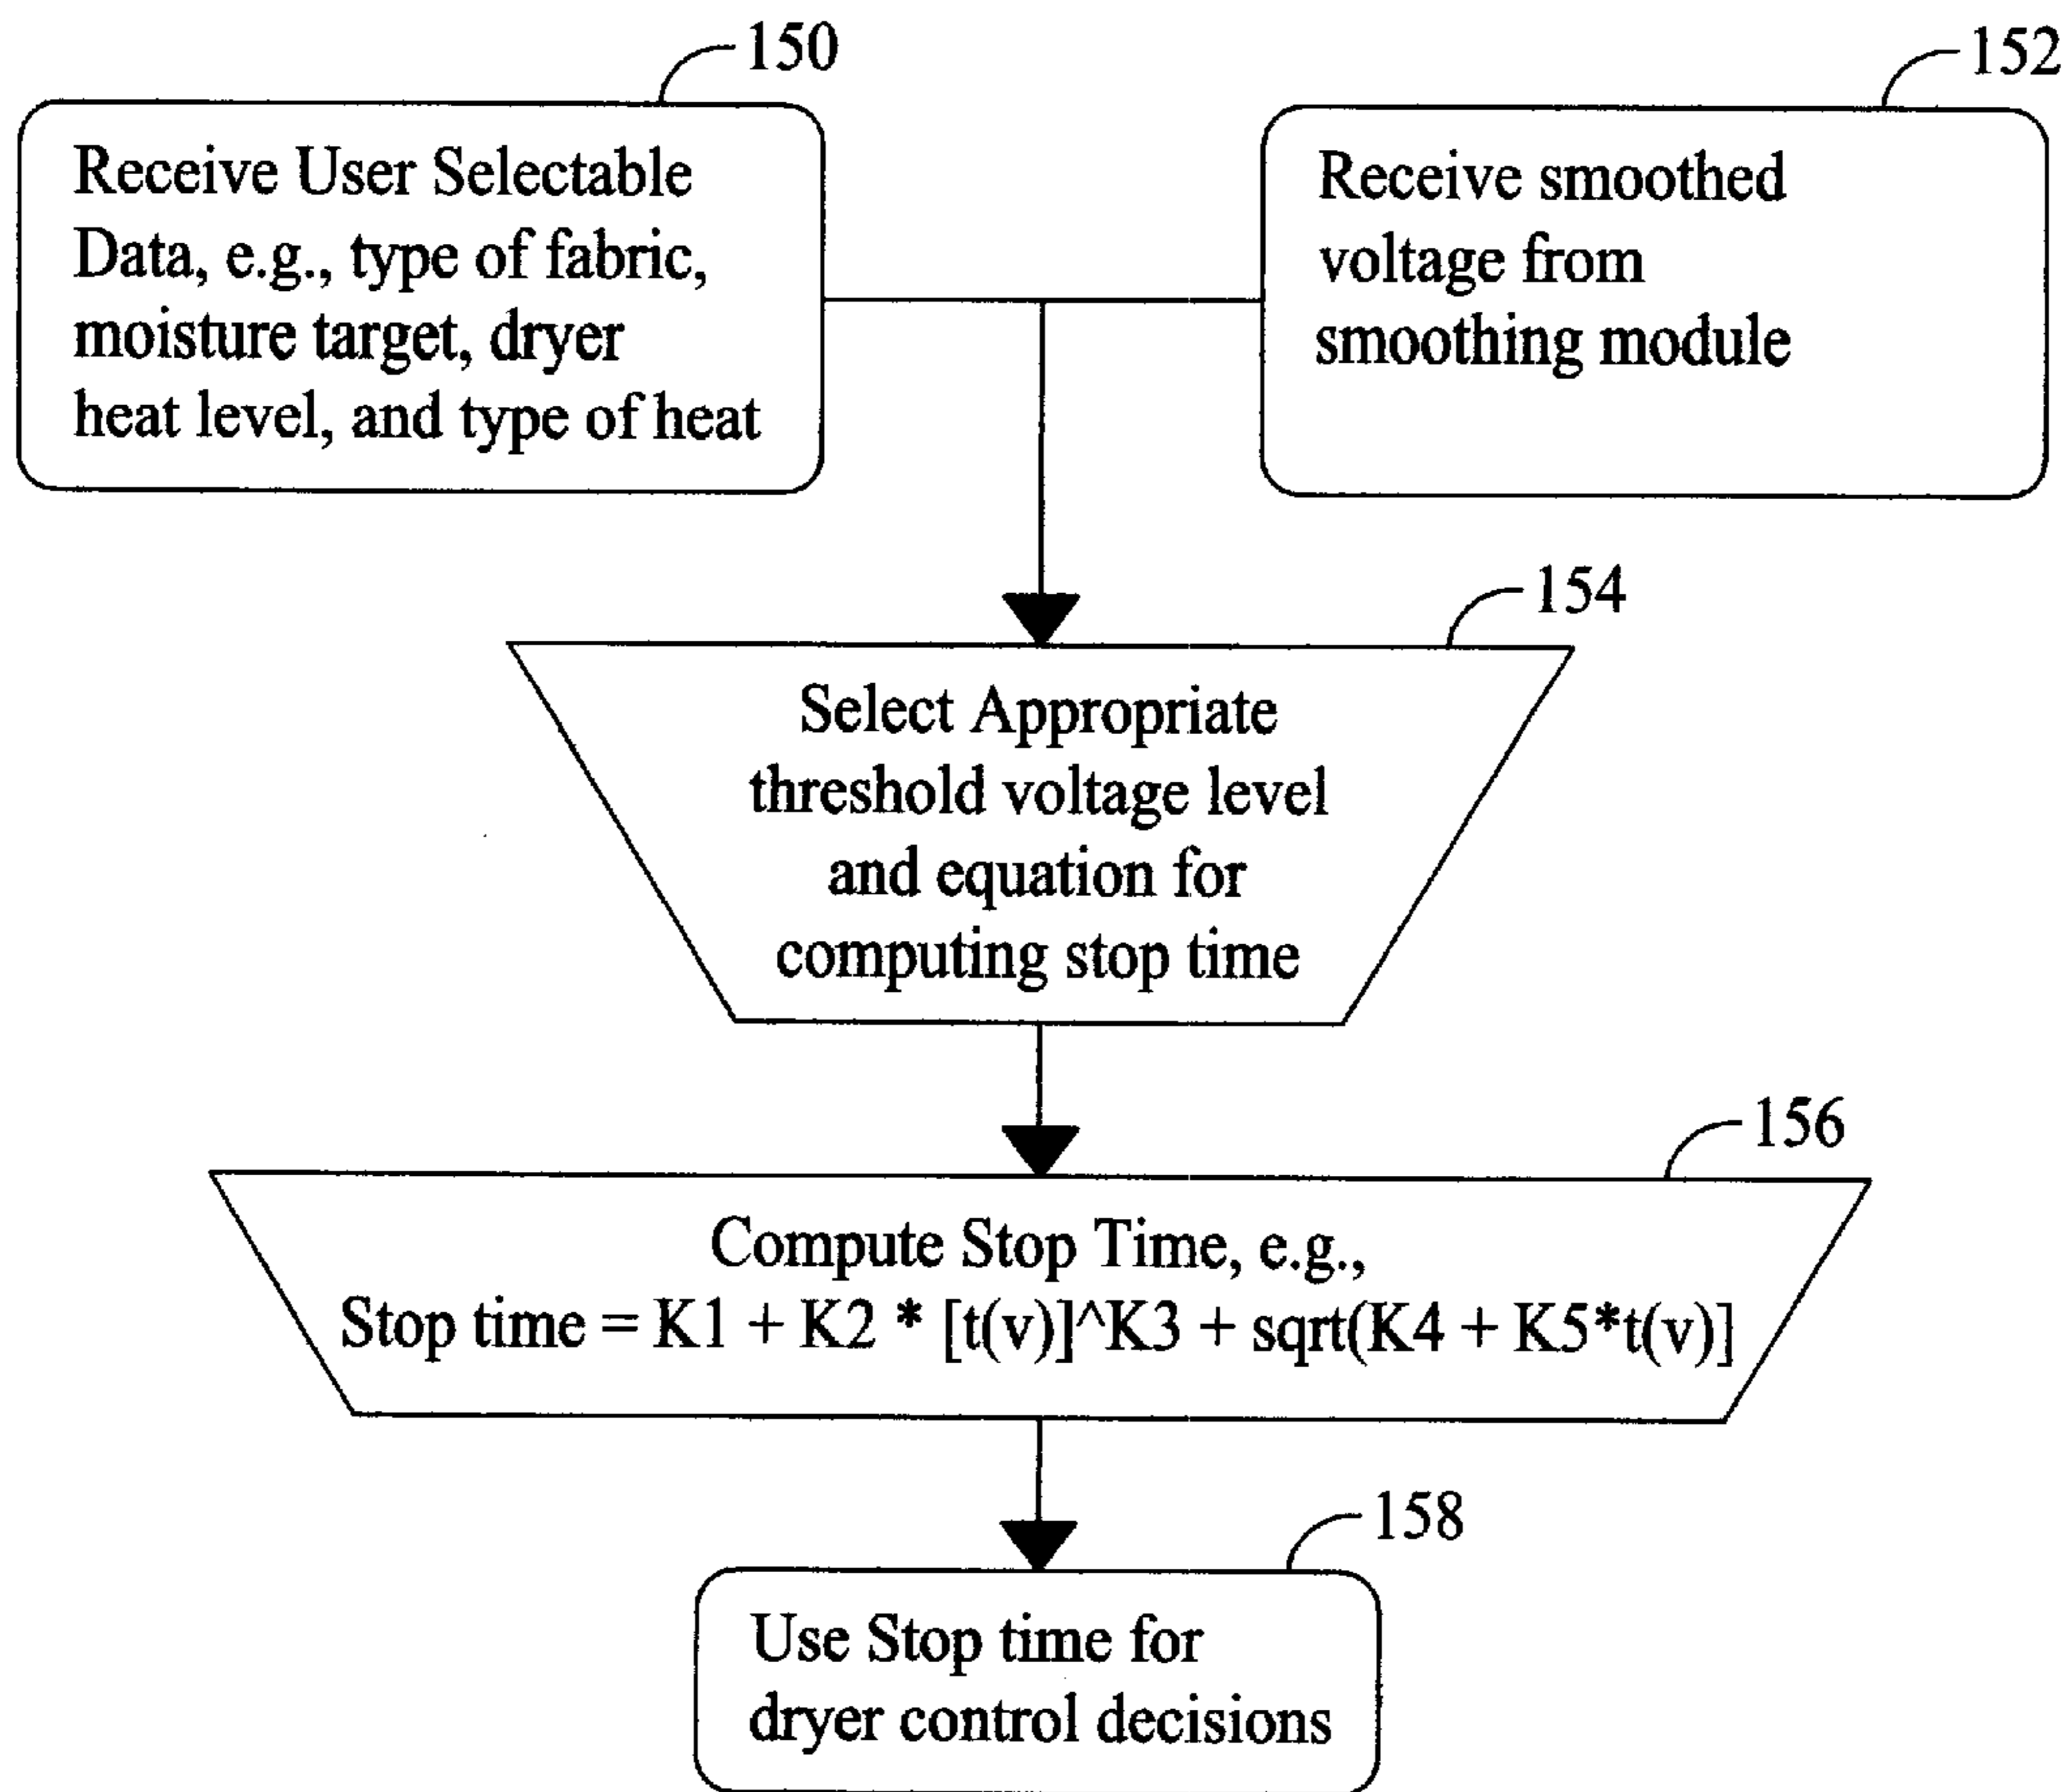 150
Receive User Selectable
Data, e.g., type of fabric,
moisture target, dryer
heat level, and type of heat
152
Receive smoothed
voltage from
smoothing module
154
Select Appropriate
threshold voltage level
and equation for
computing stop time
156
Compute Stop Time, e.g.,
Stop time = K1 + K2 * [t(v)]^K3 + sqrt(K4 + K5*t(v)]
158
Use Stop time for
dryer control decisions